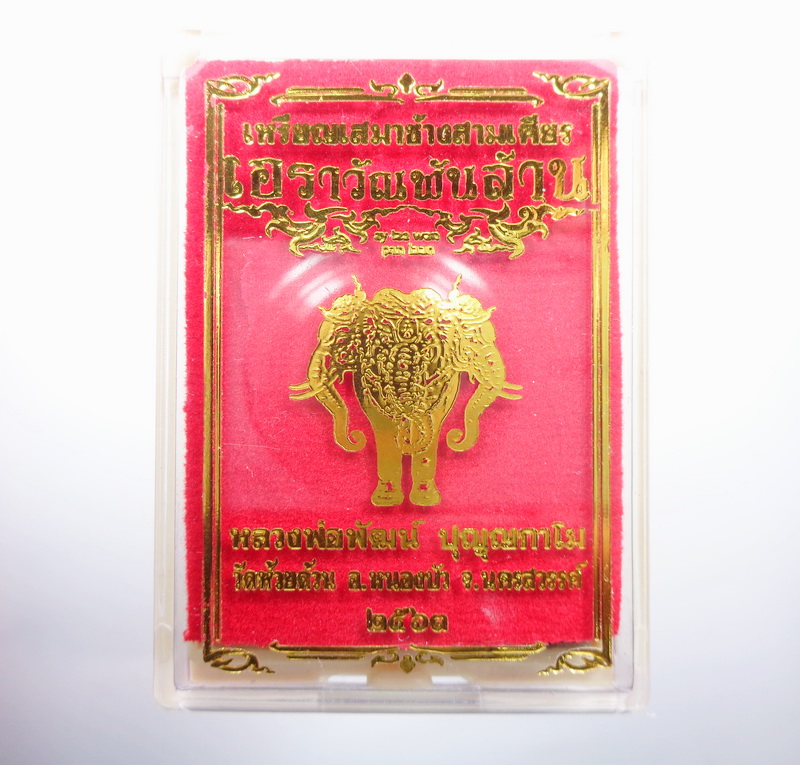 เหรียญเสมาช้างสามเศียร
เอราวัณพันล้าน
หลวงพ่อพัฒน์ ปุญฺญกาโม
วัดห้วยด้วน อ.หนองบัว จ.นครสวรรค์
๒๕๖๓